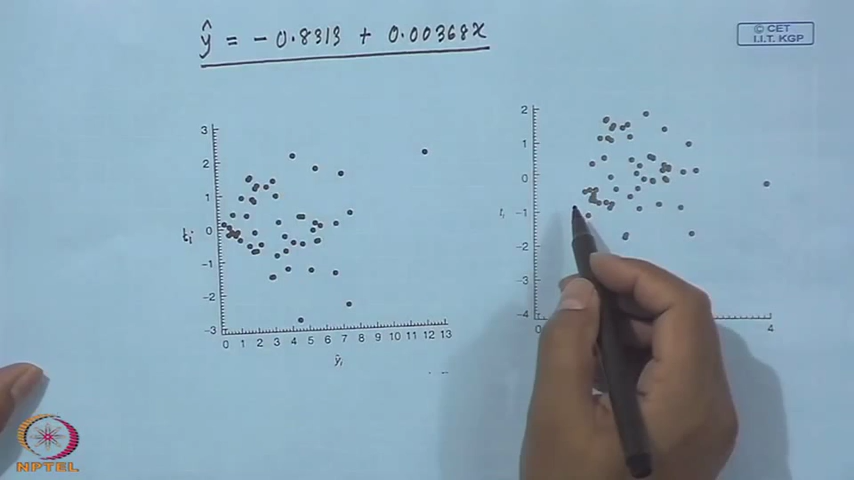 ŷ = -0.8313 + 0.00368x
© CET
I.I.T. KGP
3
2
1
0
-1
-2
-3
tᵢ
0 1 2 3 4 5 6 7 8 9 10 11 12 13
ŷᵢ
2
1
0
-1
-2
-3
-4
tᵢ
0
4
NPTEL